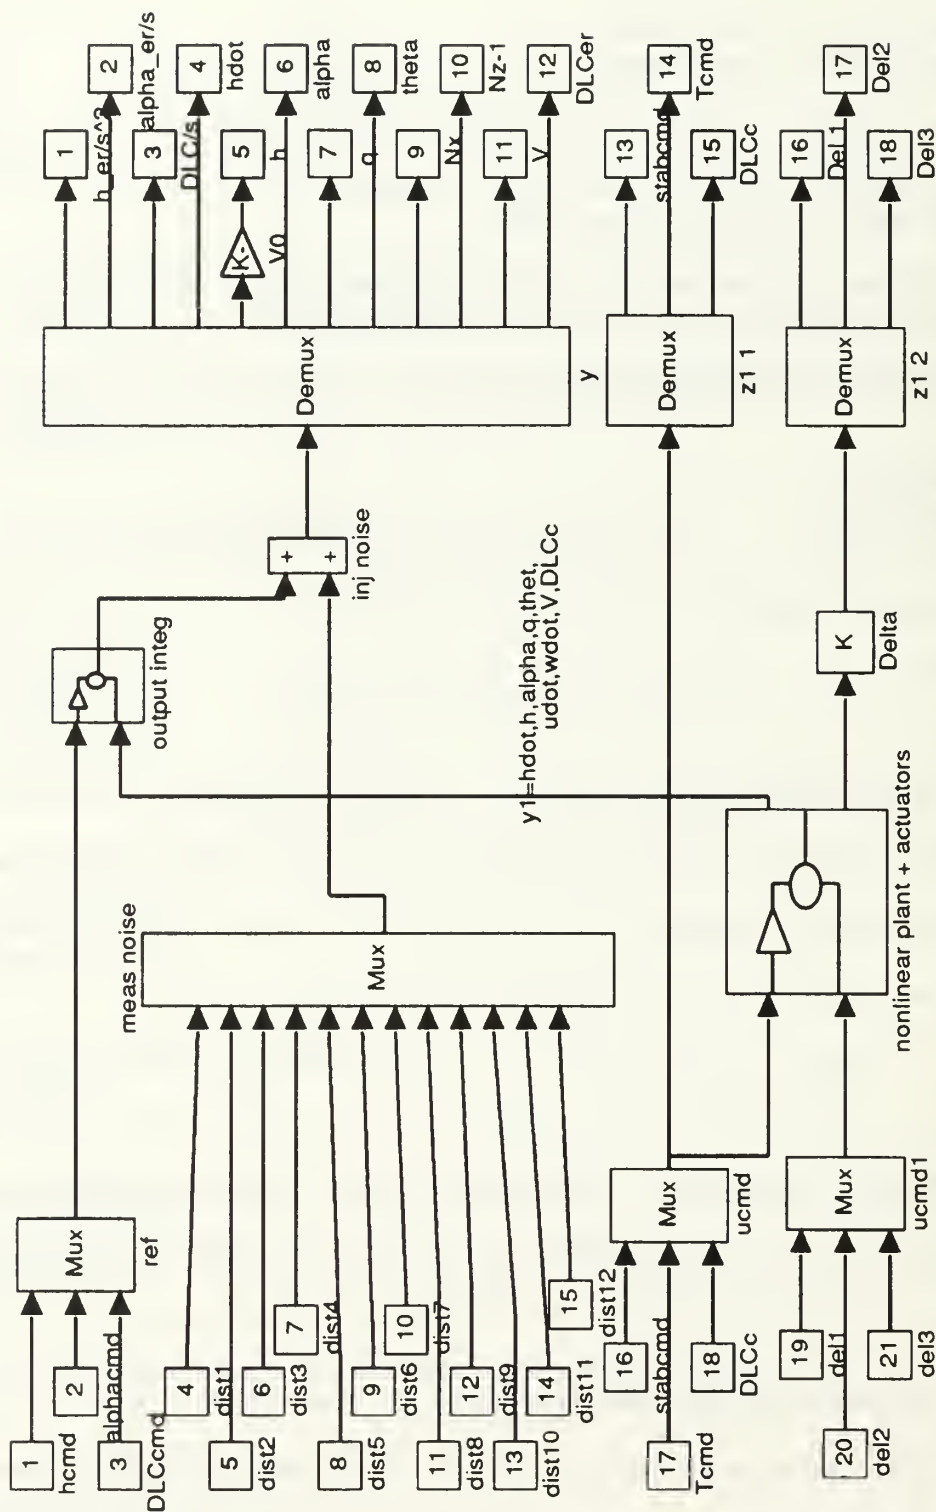 1
hcmd
2
alphacmd
3
DLCcmd
Mux
ref
4
dist1
5
dist2
6
dist3
7
dist4
8
dist5
9
dist6
10
dist7
11
dist8
12
dist9
13
dist10
14
dist11
15
dist12
meas noise
Mux
16
stabcmd
17
Tcmd
18
DLCc
Mux
ucmd
19
del1
20
del2
21
del3
Mux
ucmd1
nonlinear plant + actuators
y1=hdot,h,alpha,q,thet,
udot,wdot,V,DLCc
output integ
+
+
inj noise
K
Delta
Demux
y
Demux
z1 1
Demux
z1 2
K-
V0
1
h_er/s^2
2
alpha_er/s
3
DLC/s
4
hdot
5
h
6
alpha
7
q
8
theta
9
Nx
10
Nz-1
11
V
12
DLCer
13
stabcmd
14
Tcmd
15
DLCc
16
Del1
17
Del2
18
Del3